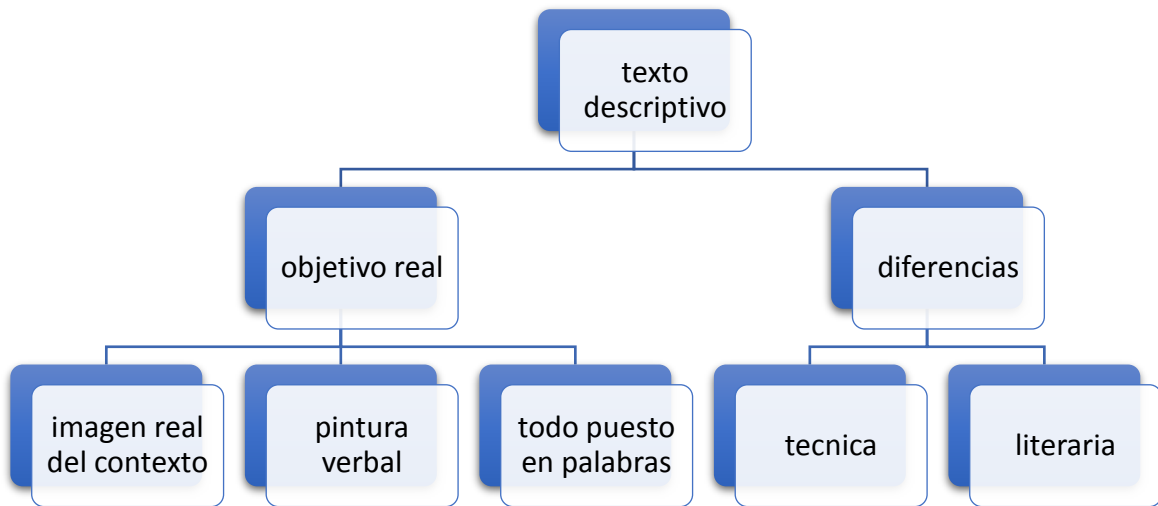 texto
descriptivo
objetivo real
diferencias
imagen real
del contexto
pintura
verbal
todo puesto
en palabras
tecnica
literaria